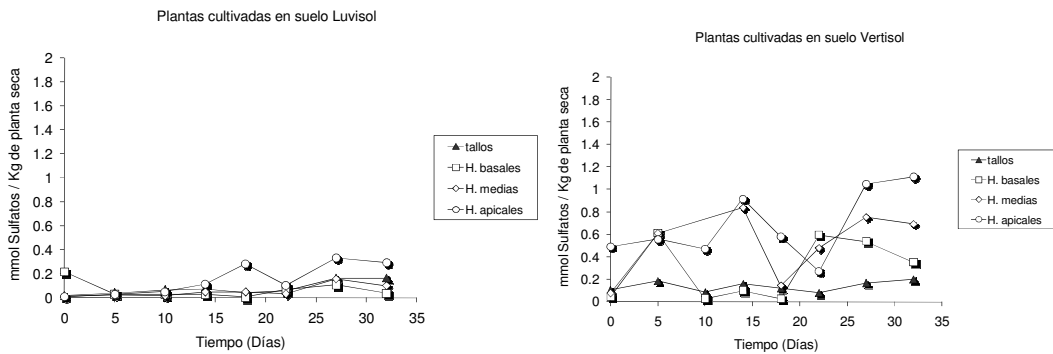 Plantas cultivadas en suelo Luvisol
mmol Sulfatos / Kg de planta seca
2
1.8
1.6
1.4
1.2
1
0.8
0.6
0.4
0.2
0
0 5 10 15 20 25 30 35
Tiempo (Días)
tallos
H. basales
H. medias
H. apicales
Plantas cultivadas en suelo Vertisol
mmol Sulfatos / Kg de planta seca
2
1.8
1.6
1.4
1.2
1
0.8
0.6
0.4
0.2
0
0 5 10 15 20 25 30 35
Tiempo (Días)
tallos
H. basales
H. medias
H. apicales